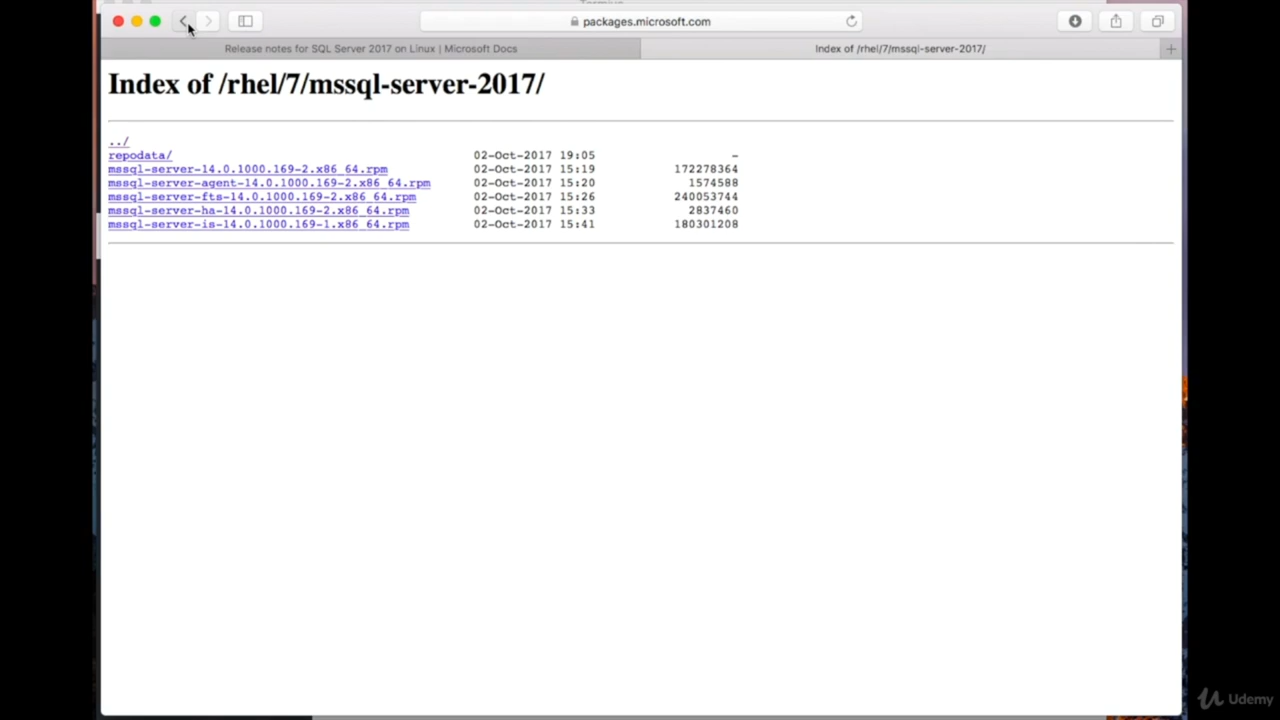 packages.microsoft.com
Release notes for SQL Server 2017 on Linux | Microsoft Docs
Index of /rhel/7/mssql-server-2017/
Index of /rhel/7/mssql-server-2017/
../
repodata/ 02-Oct-2017 19:05 -
mssql-server-14.0.1000.169-2.x86_64.rpm 02-Oct-2017 15:19 172278364
mssql-server-agent-14.0.1000.169-2.x86_64.rpm 02-Oct-2017 15:20 1574588
mssql-server-fts-14.0.1000.169-2.x86_64.rpm 02-Oct-2017 15:26 240053744
mssql-server-ha-14.0.1000.169-2.x86_64.rpm 02-Oct-2017 15:33 2837460
mssql-server-is-14.0.1000.169-1.x86_64.rpm 02-Oct-2017 15:41 180301208
Udemy